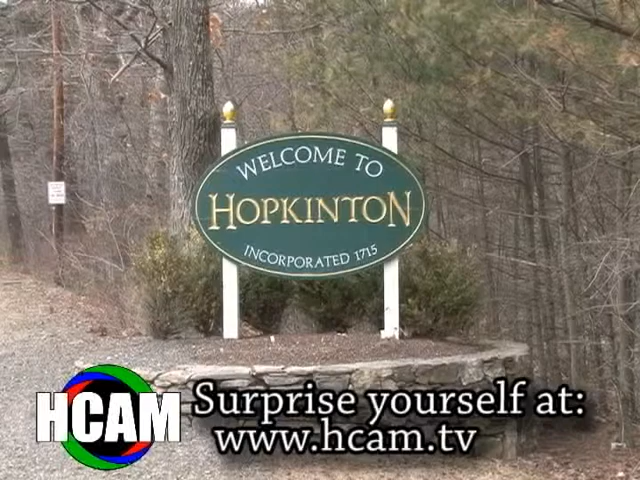 WELCOME TO
HOPKINTON
INCORPORATED 1715
HCAM
Surprise yourself at:
www.hcam.tv